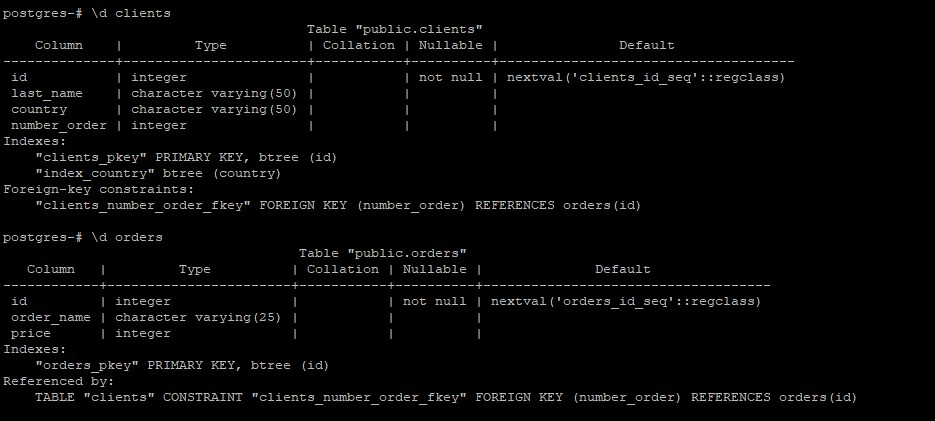 postgres-# \d clients
                                        Table "public.clients"
    Column    |         Type          | Collation | Nullable |               Default
--------------+-----------------------+-----------+----------+-------------------------------------
 id           | integer               |           | not null | nextval('clients_id_seq'::regclass)
 last_name    | character varying(50) |           |          |
 country      | character varying(50) |           |          |
 number_order | integer               |           |          |
Indexes:
    "clients_pkey" PRIMARY KEY, btree (id)
    "index_country" btree (country)
Foreign-key constraints:
    "clients_number_order_fkey" FOREIGN KEY (number_order) REFERENCES orders(id)
postgres-# \d orders
                                       Table "public.orders"
   Column   |         Type          | Collation | Nullable |              Default
------------+-----------------------+-----------+----------+------------------------------------
 id         | integer               |           | not null | nextval('orders_id_seq'::regclass)
 order_name | character varying(25) |           |          |
 price      | integer               |           |          |
Indexes:
    "orders_pkey" PRIMARY KEY, btree (id)
Referenced by:
    TABLE "clients" CONSTRAINT "clients_number_order_fkey" FOREIGN KEY (number_order) REFERENCES orders(id)